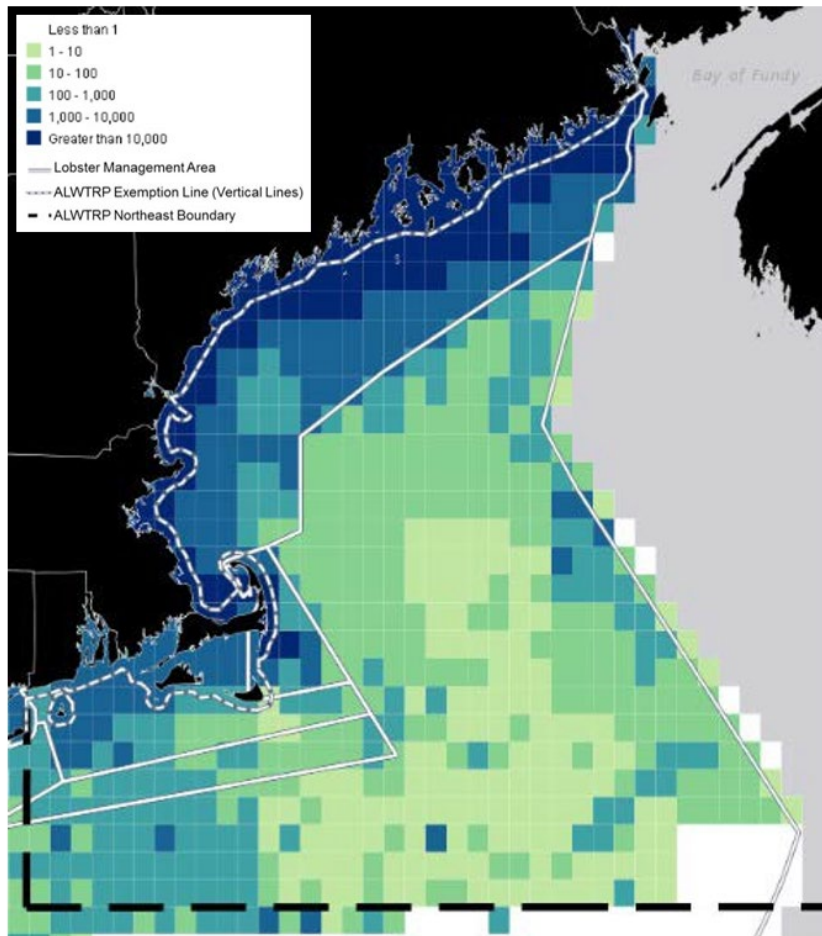 Less than 1
1 - 10
10 - 100
100 - 1,000
1,000 - 10,000
Greater than 10,000
Lobster Management Area
ALWTRP Exemption Line (Vertical Lines)
ALWTRP Northeast Boundary
Bay of Fundy